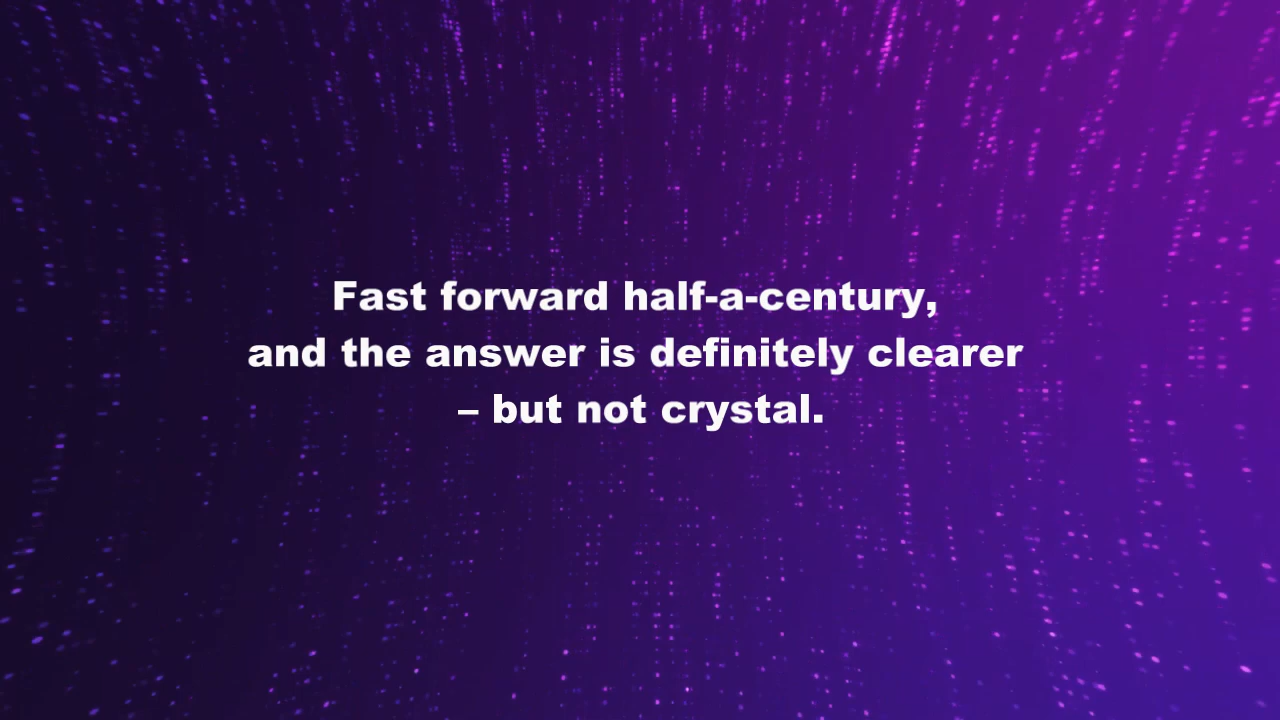 Fast forward half-a-century,
and the answer is definitely clearer
– but not crystal.